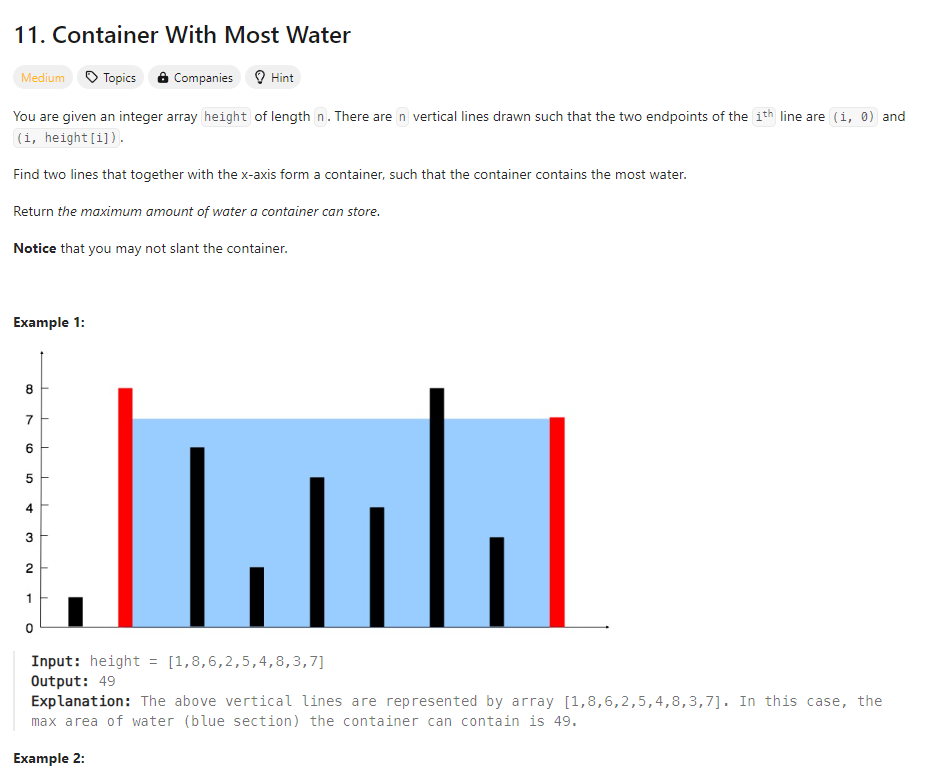 11. Container With Most Water
Medium Topics Companies Hint
You are given an integer array height of length n. There are n vertical lines drawn such that the two endpoints of the ith line are (i, 0) and
(i, height[i]).
Find two lines that together with the x-axis form a container, such that the container contains the most water.
Return the maximum amount of water a container can store.
Notice that you may not slant the container.
Example 1:
8
7
6
5
4
3
2
1
0
Input: height = [1,8,6,2,5,4,8,3,7]
Output: 49
Explanation: The above vertical lines are represented by array [1,8,6,2,5,4,8,3,7]. In this case, the
max area of water (blue section) the container can contain is 49.
Example 2: